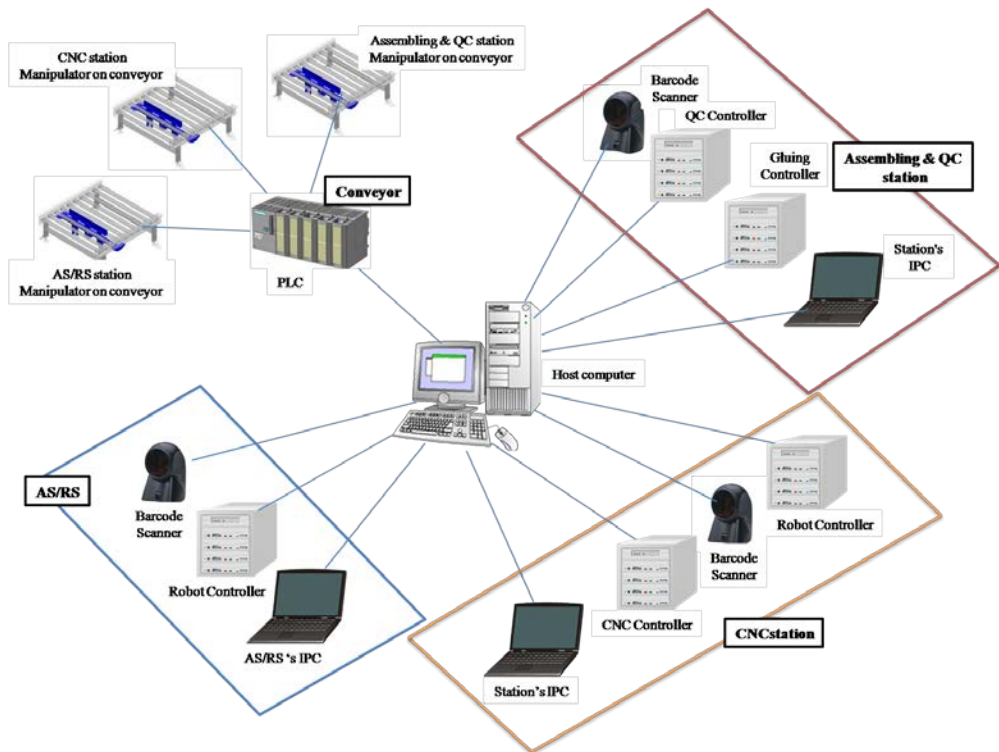 CNC station
Manipulator on conveyor
Assembling & QC station
Manipulator on conveyor
AS/RS station
Manipulator on conveyor
Conveyor
PLC
Barcode
Scanner
QC Controller
Gluing
Controller
Assembling & QC
station
Station's
IPC
Host computer
AS/RS
Barcode
Scanner
Robot Controller
AS/RS ‘s IPC
Robot Controller
Barcode
Scanner
CNC Controller
CNCstation
Station’s IPC